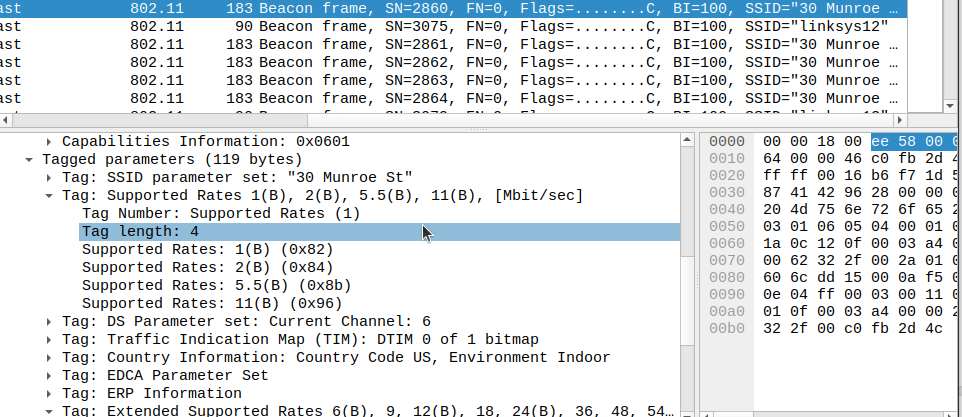 ast 802.11 183 Beacon frame, SN=2860, FN=0, Flags=........C, BI=100, SSID="30 Munroe …
ast 802.11 90 Beacon frame, SN=3075, FN=0, Flags=........C, BI=100, SSID="linksys12"
ast 802.11 183 Beacon frame, SN=2861, FN=0, Flags=........C, BI=100, SSID="30 Munroe …
ast 802.11 183 Beacon frame, SN=2862, FN=0, Flags=........C, BI=100, SSID="30 Munroe …
ast 802.11 183 Beacon frame, SN=2863, FN=0, Flags=........C, BI=100, SSID="30 Munroe …
ast 802.11 183 Beacon frame, SN=2864, FN=0, Flags=........C, BI=100, SSID="30 Munroe …
Capabilities Information: 0x0601
Tagged parameters (119 bytes)
Tag: SSID parameter set: "30 Munroe St"
Tag: Supported Rates 1(B), 2(B), 5.5(B), 11(B), [Mbit/sec]
Tag Number: Supported Rates (1)
Tag length: 4
Supported Rates: 1(B) (0x82)
Supported Rates: 2(B) (0x84)
Supported Rates: 5.5(B) (0x8b)
Supported Rates: 11(B) (0x96)
Tag: DS Parameter set: Current Channel: 6
Tag: Traffic Indication Map (TIM): DTIM 0 of 1 bitmap
Tag: Country Information: Country Code US, Environment Indoor
Tag: EDCA Parameter Set
Tag: ERP Information
Tag: Extended Supported Rates 6(B), 9, 12(B), 18, 24(B), 36, 48, 54…
0000 00 00 18 00 ee 58 00 0
0010 64 00 00 46 c0 fb 2d 4
0020 ff ff 00 16 b6 f7 1d 5
0030 87 41 42 96 28 00 00 0
0040 20 4d 75 6e 72 6f 65 2
0050 03 01 06 05 04 00 01 0
0060 1a 0c 12 0f 00 03 a4 0
0070 00 62 32 2f 00 2a 01 0
0080 60 6c dd 15 00 0a f5 0
0090 0e 04 ff 00 03 00 11 0
00a0 01 0f 00 03 a4 00 00 2
00b0 32 2f 00 c0 fb 2d 4c